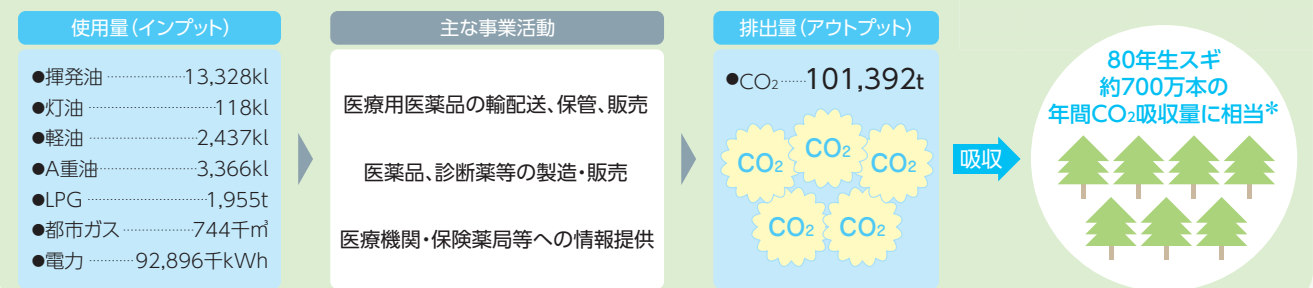 使用量（インプット）
●揮発油 13,328kl
●灯油 118kl
●軽油 2,437kl
●A重油 3,366kl
●LPG 1,955t
●都市ガス 744千㎥
●電力 92,896千kWh
主な事業活動
医療用医薬品の輸配送、保管、販売
医薬品、診断薬等の製造・販売
医療機関・保険薬局等への情報提供
排出量（アウトプット）
●CO₂ 101,392t
CO₂
CO₂
CO₂
CO₂
CO₂
吸収
80年生スギ
約700万本の
年間CO₂吸収量に相当＊